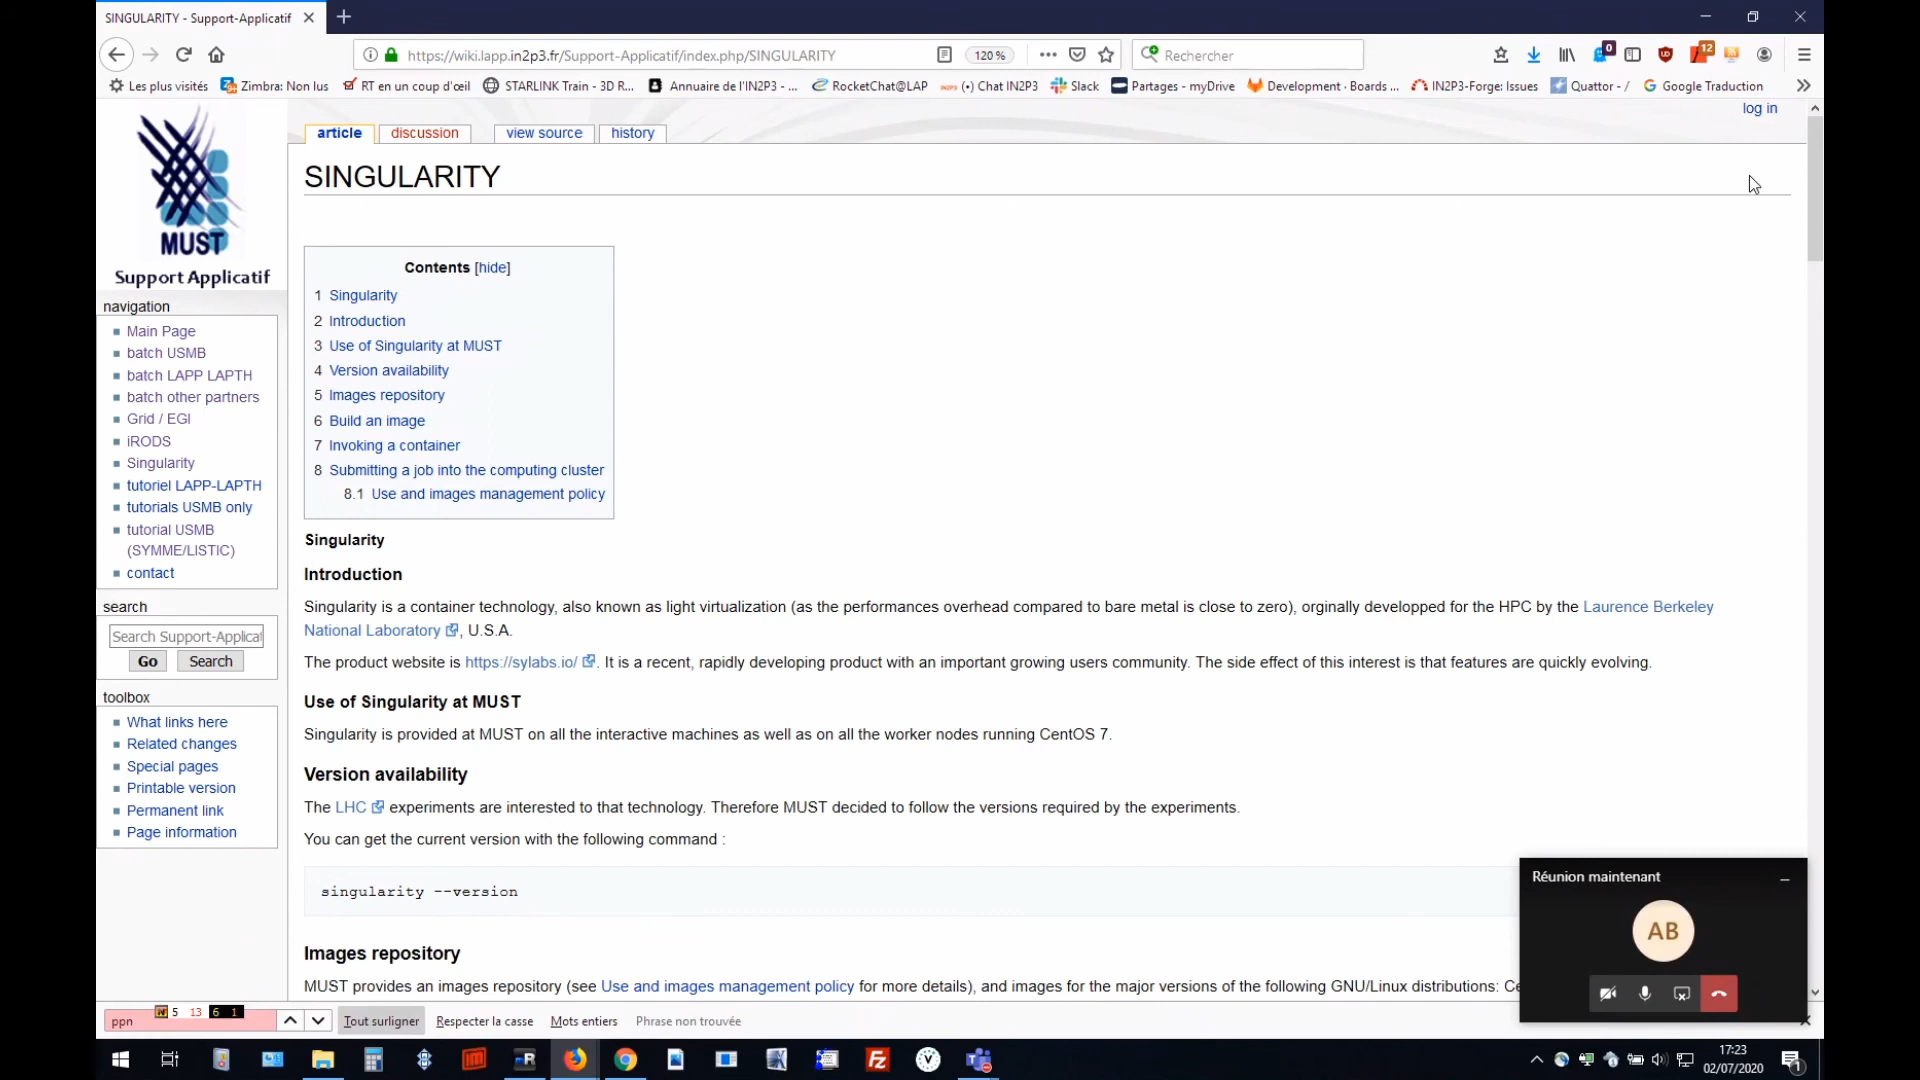 SINGULARITY - Support-Applicatif
https://wiki.lapp.in2p3.fr/Support-Applicatif/index.php/SINGULARITY
120 %
Rechercher
0
12
Les plus visités
Zimbra: Non lus
RT en un coup d'œil
STARLINK Train - 3D R...
Annuaire de l'IN2P3 - ...
RocketChat@LAPP
(•) Chat IN2P3
Slack
Partages - myDrive
Development · Boards ...
IN2P3-Forge: Issues
Quattor - /
Google Traduction
log in
MUST
Support Applicatif
article
discussion
view source
history
SINGULARITY
Contents [hide]
1 Singularity
2 Introduction
3 Use of Singularity at MUST
4 Version availability
5 Images repository
6 Build an image
7 Invoking a container
8 Submitting a job into the computing cluster
8.1 Use and images management policy
navigation
Main Page
batch USMB
batch LAPP LAPTH
batch other partners
Grid / EGI
iRODS
Singularity
tutoriel LAPP-LAPTH
tutorials USMB only
tutorial USMB
(SYMME/LISTIC)
contact
search
Search Support-Applicat
Go
Search
toolbox
What links here
Related changes
Special pages
Printable version
Permanent link
Page information
Singularity
Introduction
Singularity is a container technology, also known as light virtualization (as the performances overhead compared to bare metal is close to zero), orginally developped for the HPC by the Laurence Berkeley
National Laboratory, U.S.A.
The product website is https://sylabs.io/. It is a recent, rapidly developing product with an important growing users community. The side effect of this interest is that features are quickly evolving.
Use of Singularity at MUST
Singularity is provided at MUST on all the interactive machines as well as on all the worker nodes running CentOS 7.
Version availability
The LHC experiments are interested to that technology. Therefore MUST decided to follow the versions required by the experiments.
You can get the current version with the following command :
singularity --version
Images repository
MUST provides an images repository (see Use and images management policy for more details), and images for the major versions of the following GNU/Linux distributions: Ce
Réunion maintenant
AB
ppn
5 13 6 1
Tout surligner
Respecter la casse
Mots entiers
Phrase non trouvée
17:23
02/07/2020
1